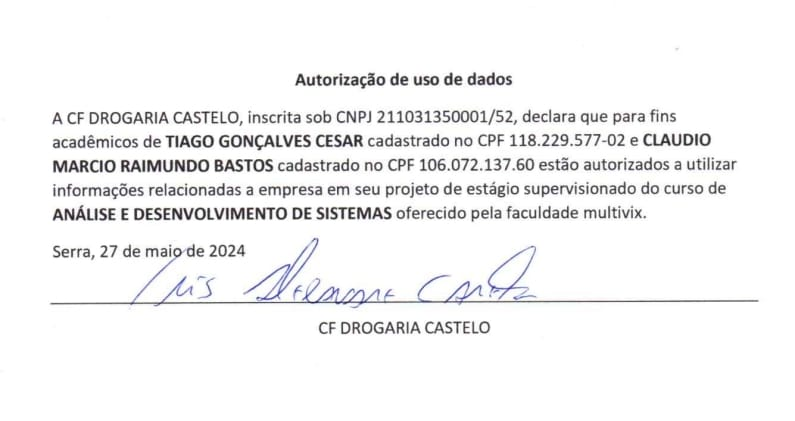 Autorização de uso de dados
A CF DROGARIA CASTELO, inscrita sob CNPJ 211031350001/52, declara que para fins
acadêmicos de TIAGO GONÇALVES CESAR cadastrado no CPF 118.229.577-02 e CLAUDIO
MARCIO RAIMUNDO BASTOS cadastrado no CPF 106.072.137.60 estão autorizados a utilizar
informações relacionadas a empresa em seu projeto de estágio supervisionado do curso de
ANÁLISE E DESENVOLVIMENTO DE SISTEMAS oferecido pela faculdade multivix.
Serra, 27 de maio de 2024
CF DROGARIA CASTELO